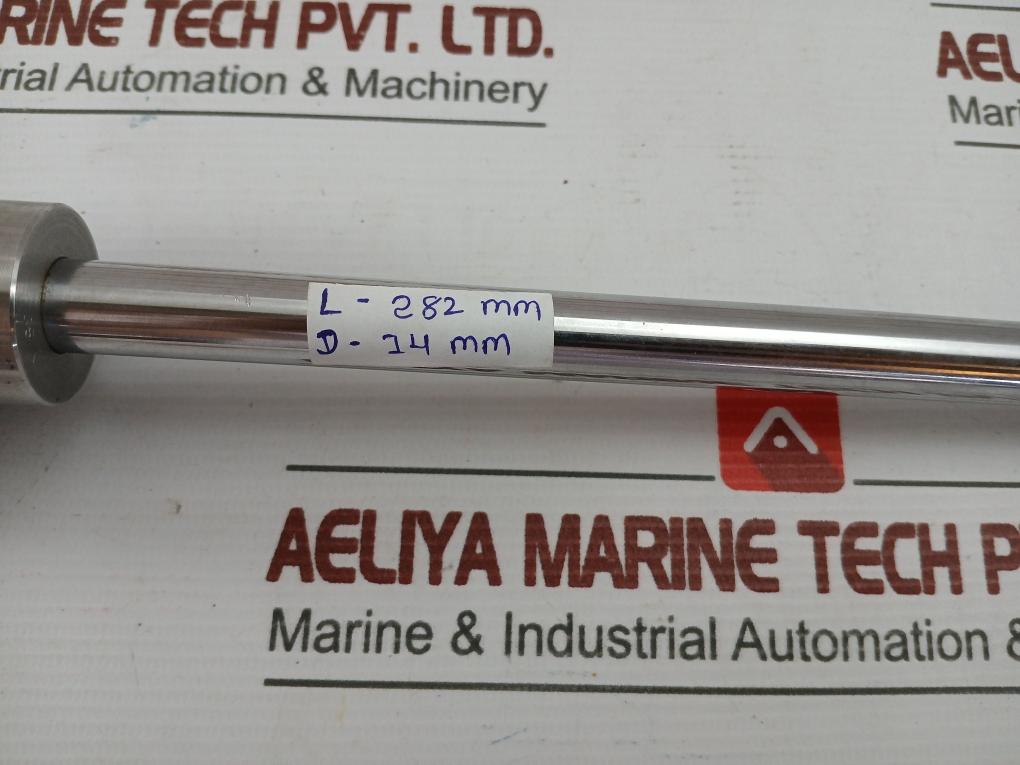 RINE TECH PVT. LTD.
rial Automation & Machinery
AEL
Mari
L - 282 mm
D - 14 mm
AELIYA MARINE TECH P
Marine & Industrial Automation &